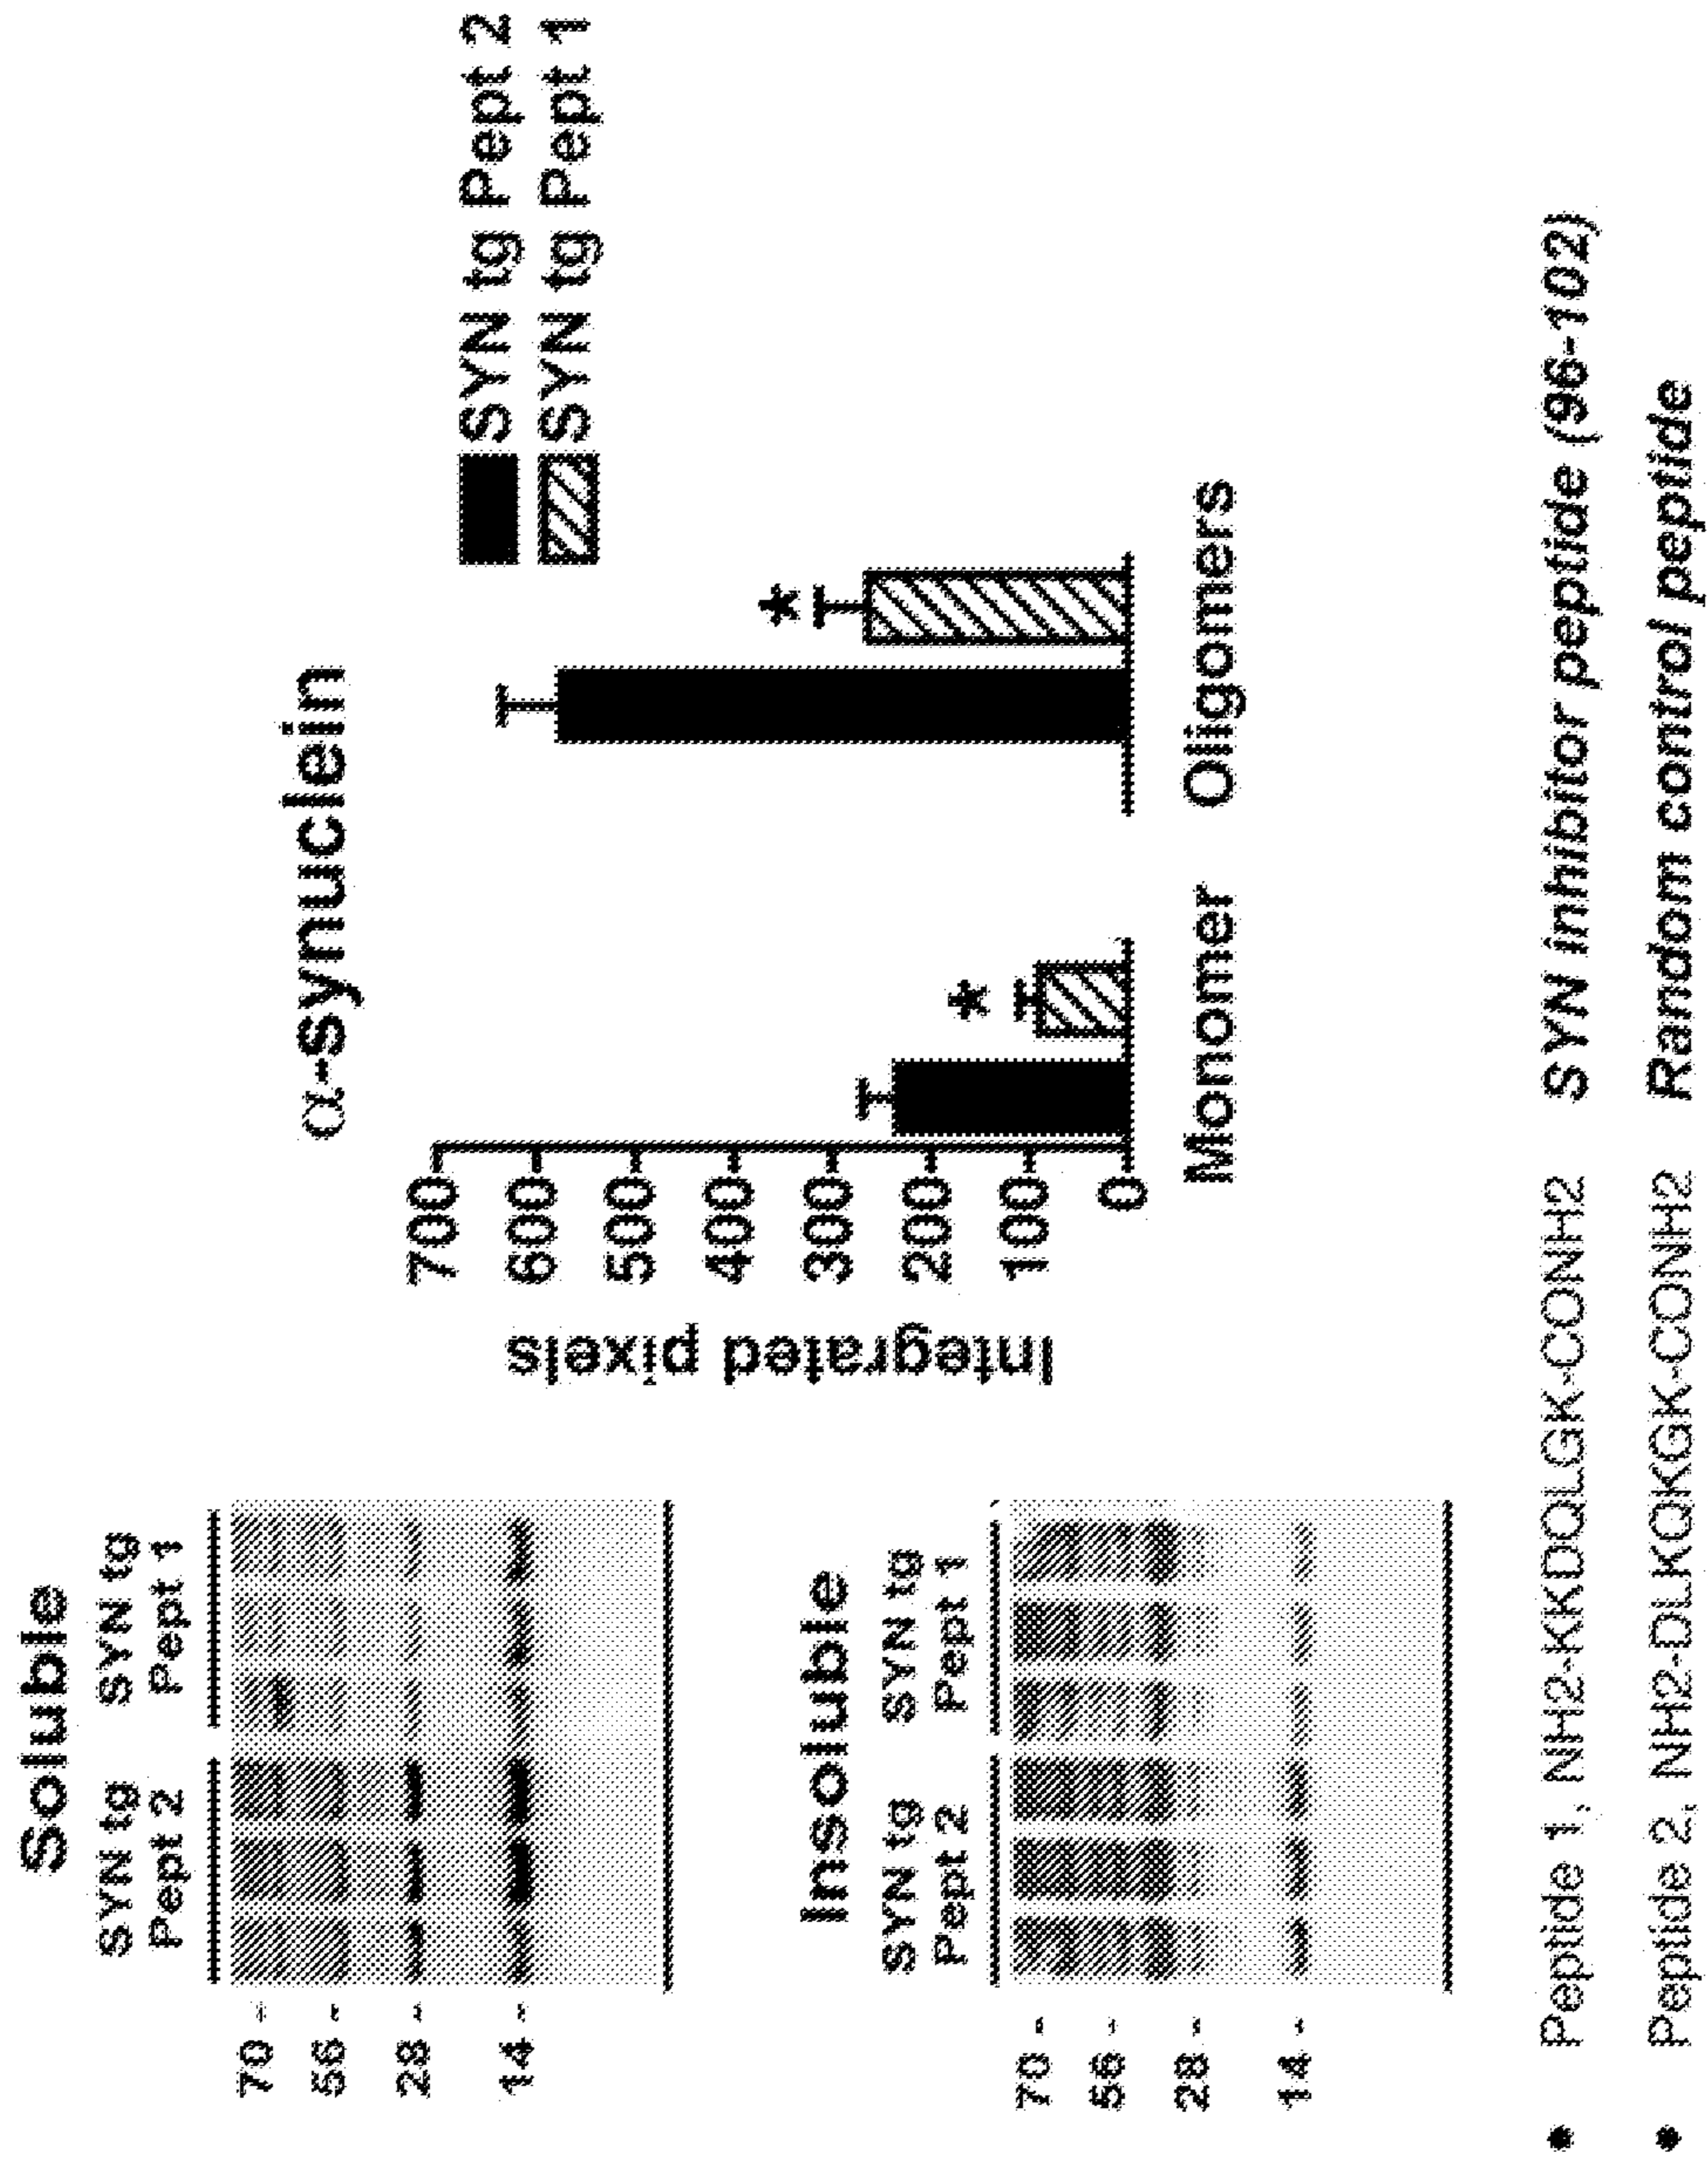 Soluble
SYN tg SYN tg
Pept 2 Pept 1
70 -
56 -
28 -
14 -
Insoluble
SYN tg SYN tg
Pept 2 Pept 1
70 -
56 -
28 -
14 -
α-synuclein
SYN tg Pept 2
SYN tg Pept 1
Integrated pixels
700
600
500
400
300
200
100
0
*
*
Monomer Oligomers
• Peptide 1, NH2-KKDQLGK-CONH2 SYN inhibitor peptide (96-102)
• Peptide 2, NH2-DLKQKGK-CONH2 Random control peptide